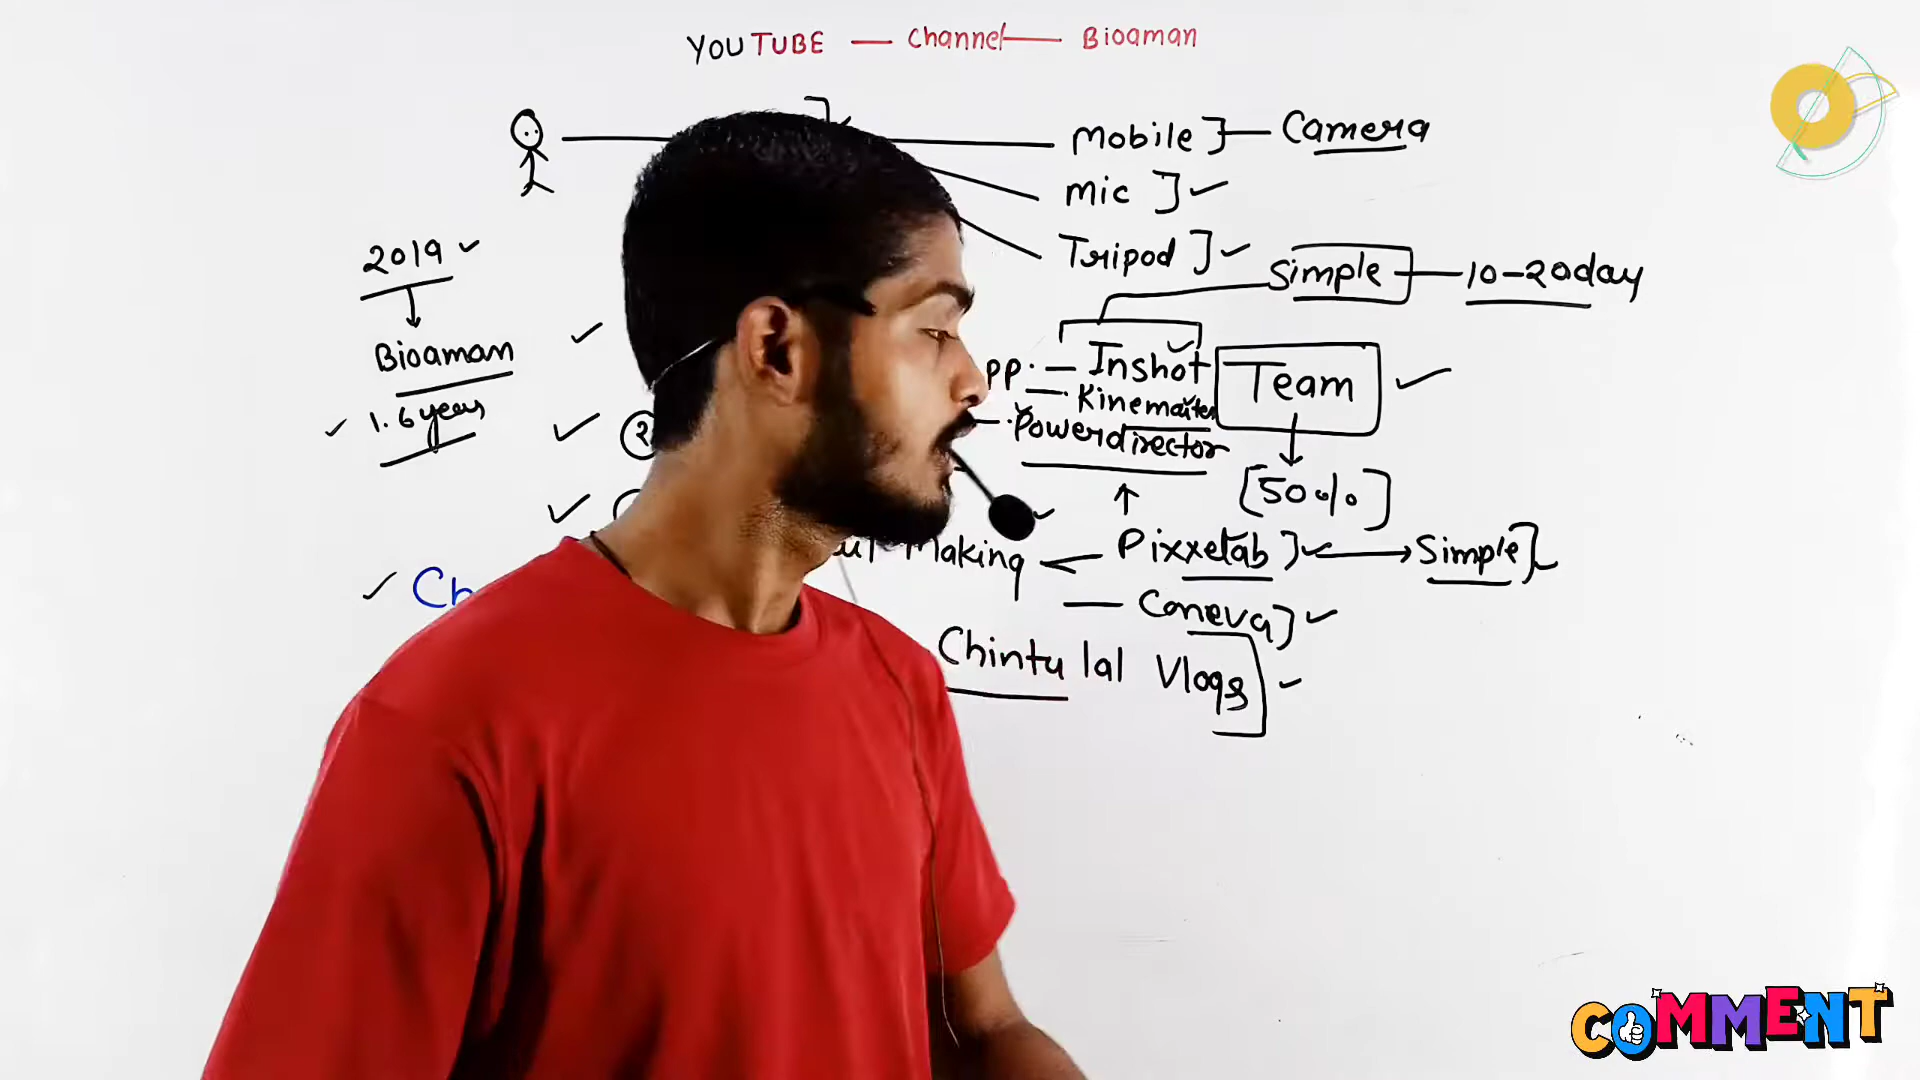 YOUTUBE — Channel — Bioaman
Mobile ] — Camera
mic ] ✓
Tripod ] ✓
Simple — 10-20day
2019 ✓
Bioaman
✓ 1.6 years
Inshot
Kinemaster
Powerdirector
Team ✓
[50%]
Making
Pixxelab ] ✓ → Simple ]
Caneva ] ✓
Chintu lal Vlogs ✓
COMMENT